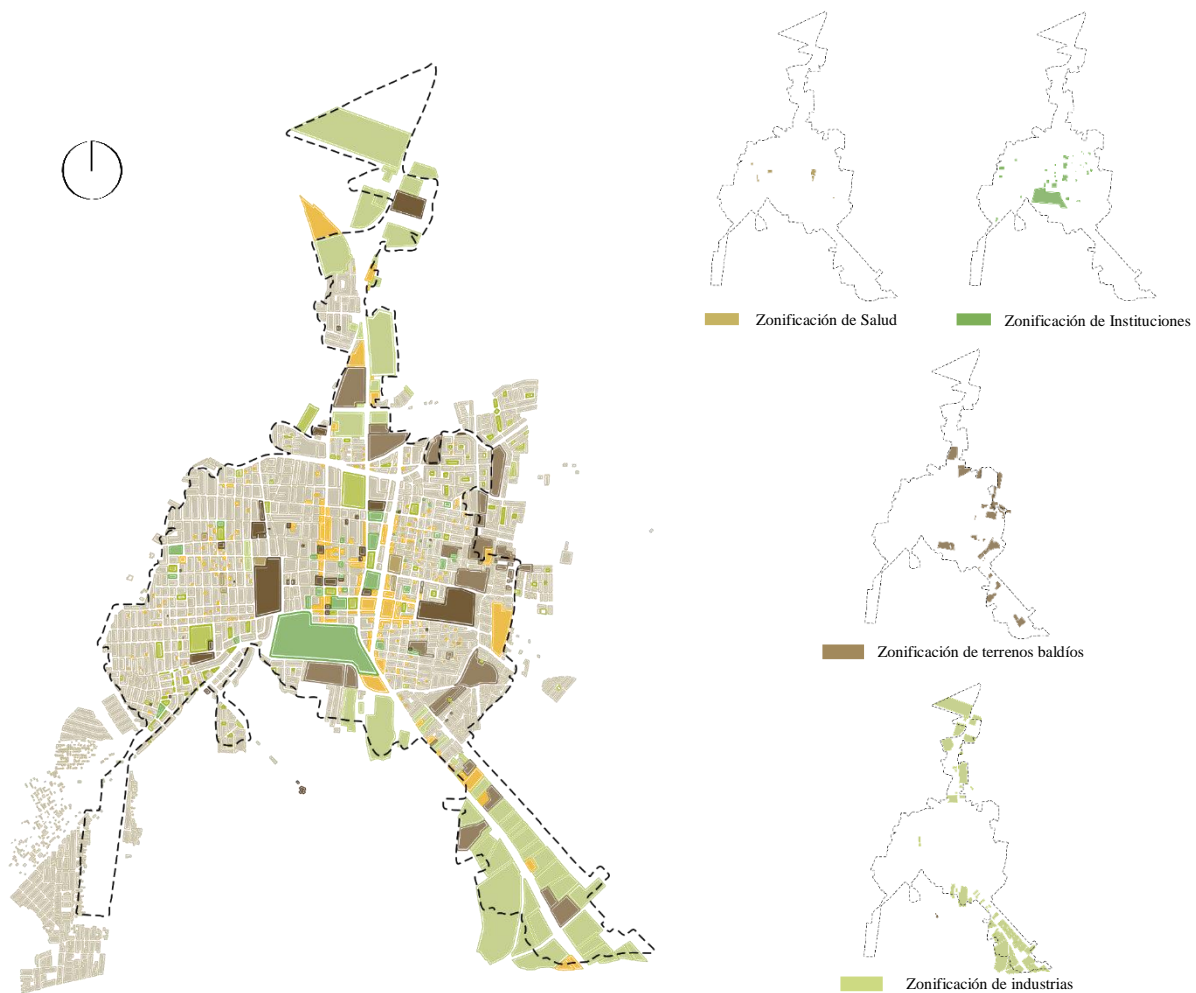 Zonificación de Salud
Zonificación de Instituciones
Zonificación de terrenos baldíos
Zonificación de industrias